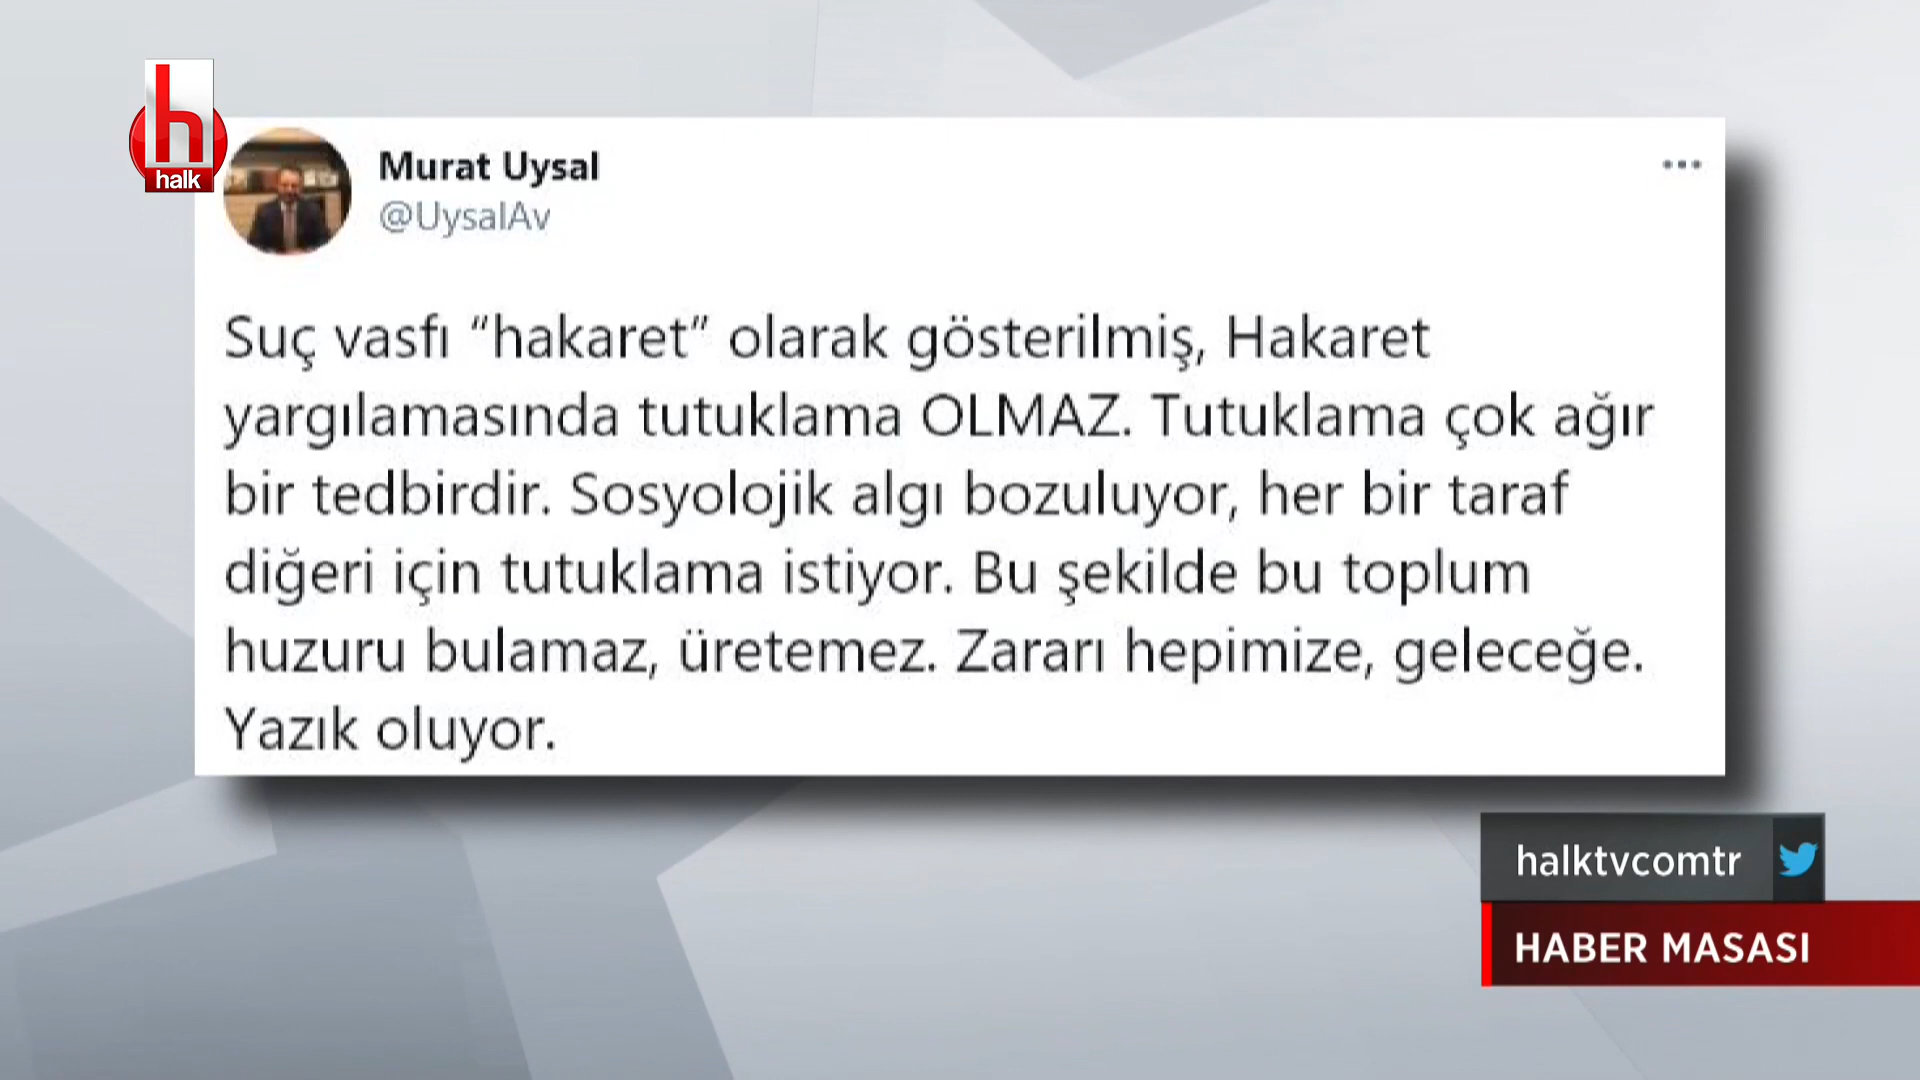 h
halk
Murat Uysal
@UysalAv
Suç vasfı “hakaret” olarak gösterilmiş, Hakaret
yargılamasında tutuklama OLMAZ. Tutuklama çok ağır
bir tedbirdir. Sosyolojik algı bozuluyor, her bir taraf
diğeri için tutuklama istiyor. Bu şekilde bu toplum
huzuru bulamaz, üretemez. Zararı hepimize, geleceğe.
Yazık oluyor.
halktvcomtr
HABER MASASI